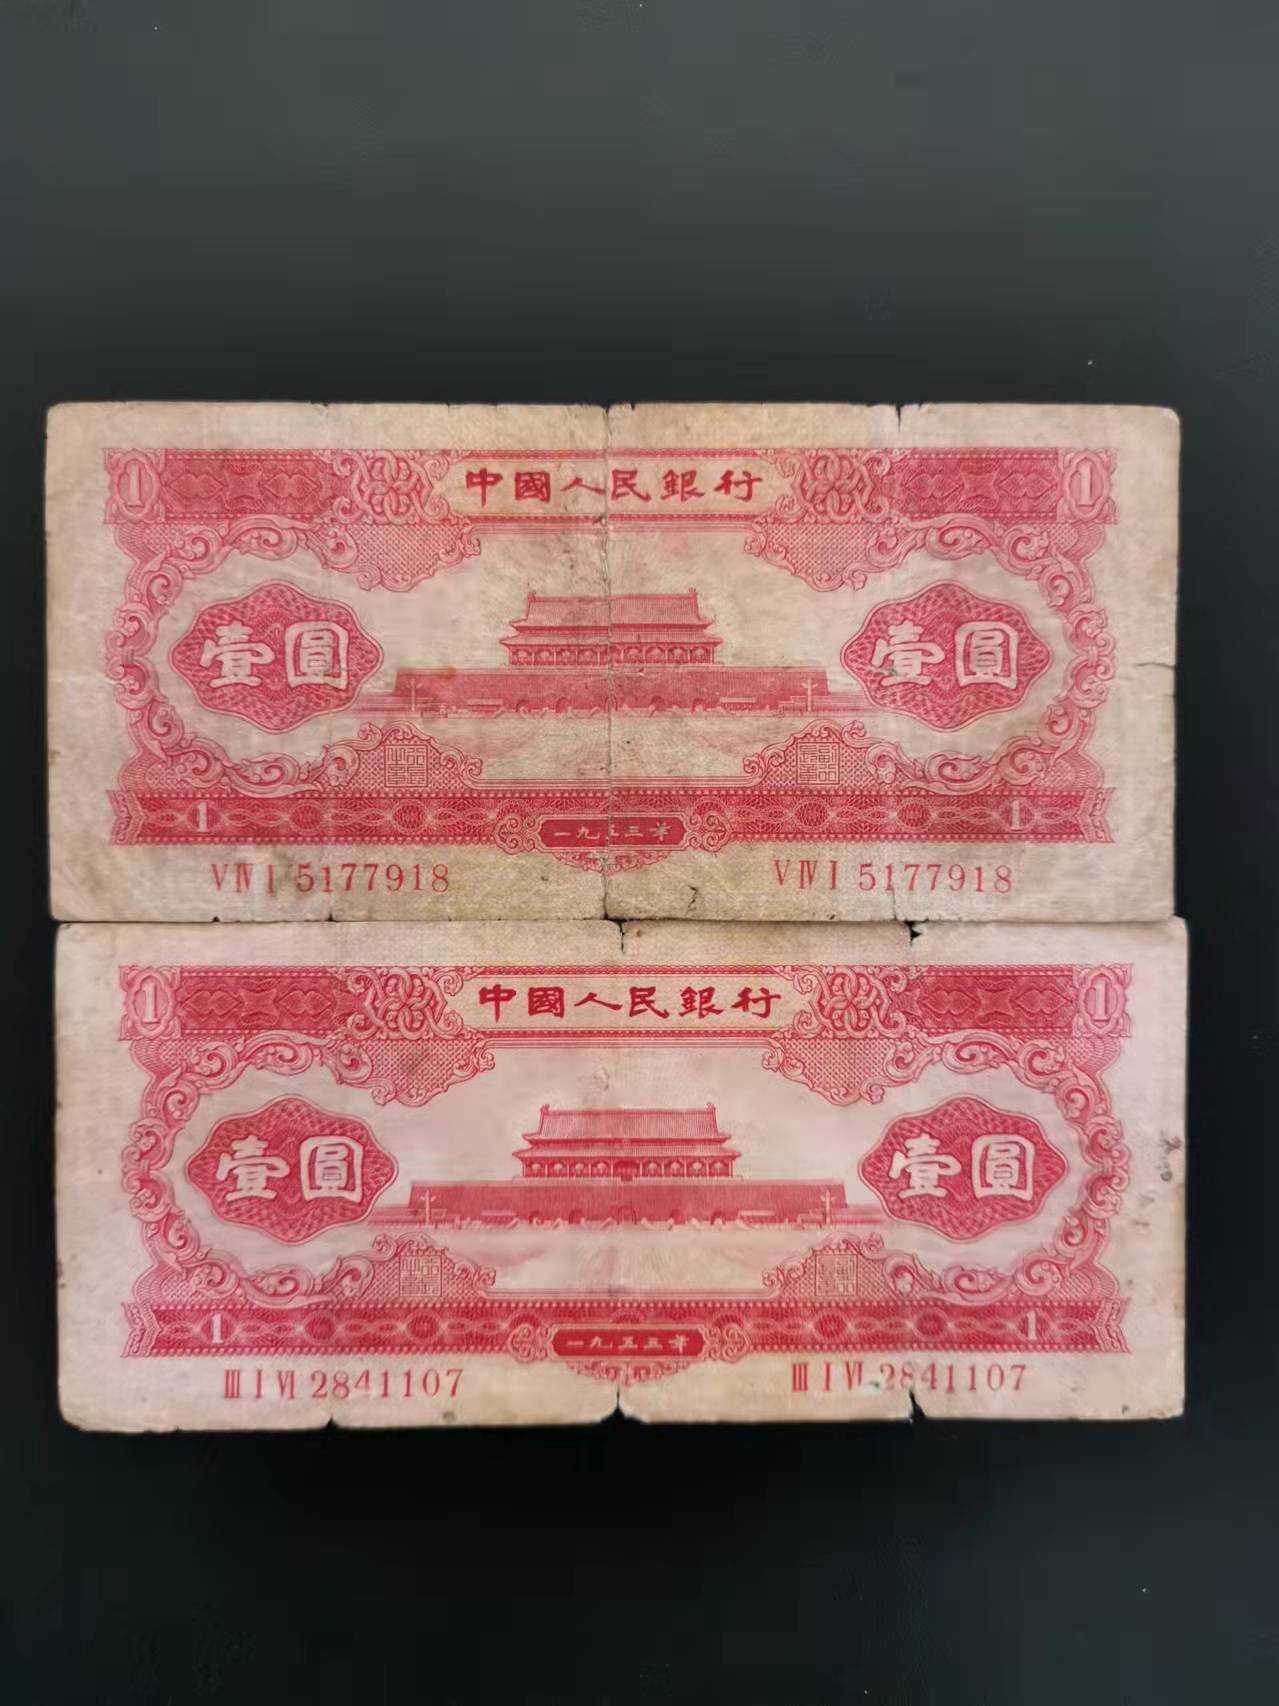 1 中國人民銀行 1
壹圓 壹圓
1 一九五三年 1
V IV I 5177918 V IV I 5177918
1 中國人民銀行 1
壹圓 壹圓
1 一九五三年 1
III I VI 2841107 III I VI 2841107